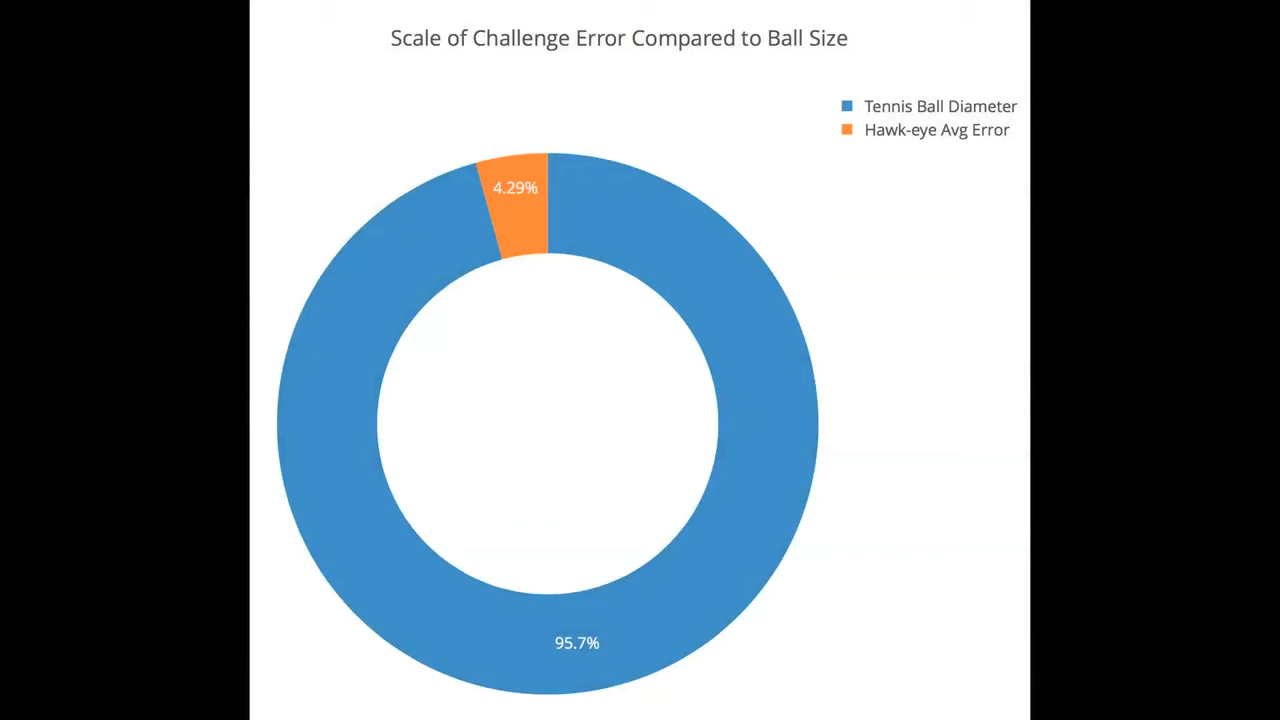 Scale of Challenge Error Compared to Ball Size
Tennis Ball Diameter
Hawk-eye Avg Error
4.29%
95.7%